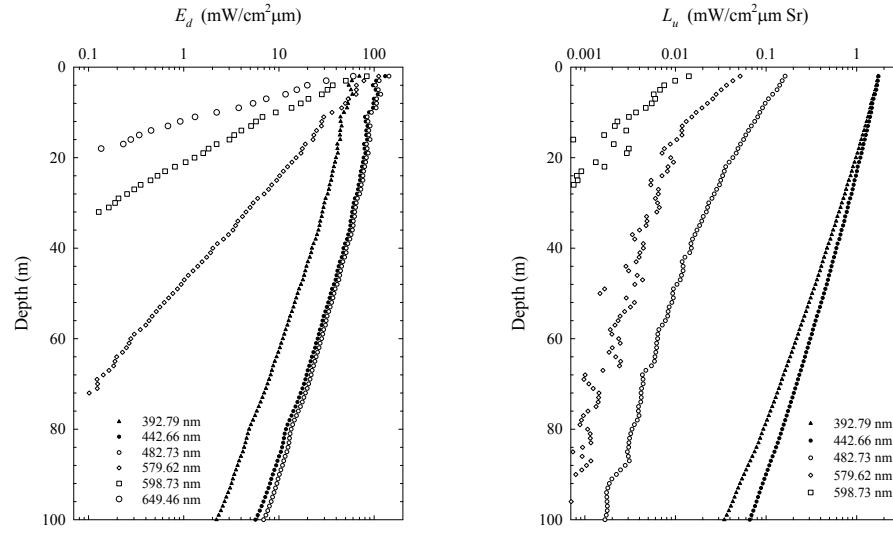 E_d (mW/cm²μm)
0.1 1 10 100
0
20
40
60
80
100
Depth (m)
392.79 nm
442.66 nm
482.73 nm
579.62 nm
598.73 nm
649.46 nm
L_u (mW/cm²μm Sr)
0.001 0.01 0.1 1
0
20
40
60
80
100
Depth (m)
392.79 nm
442.66 nm
482.73 nm
579.62 nm
598.73 nm